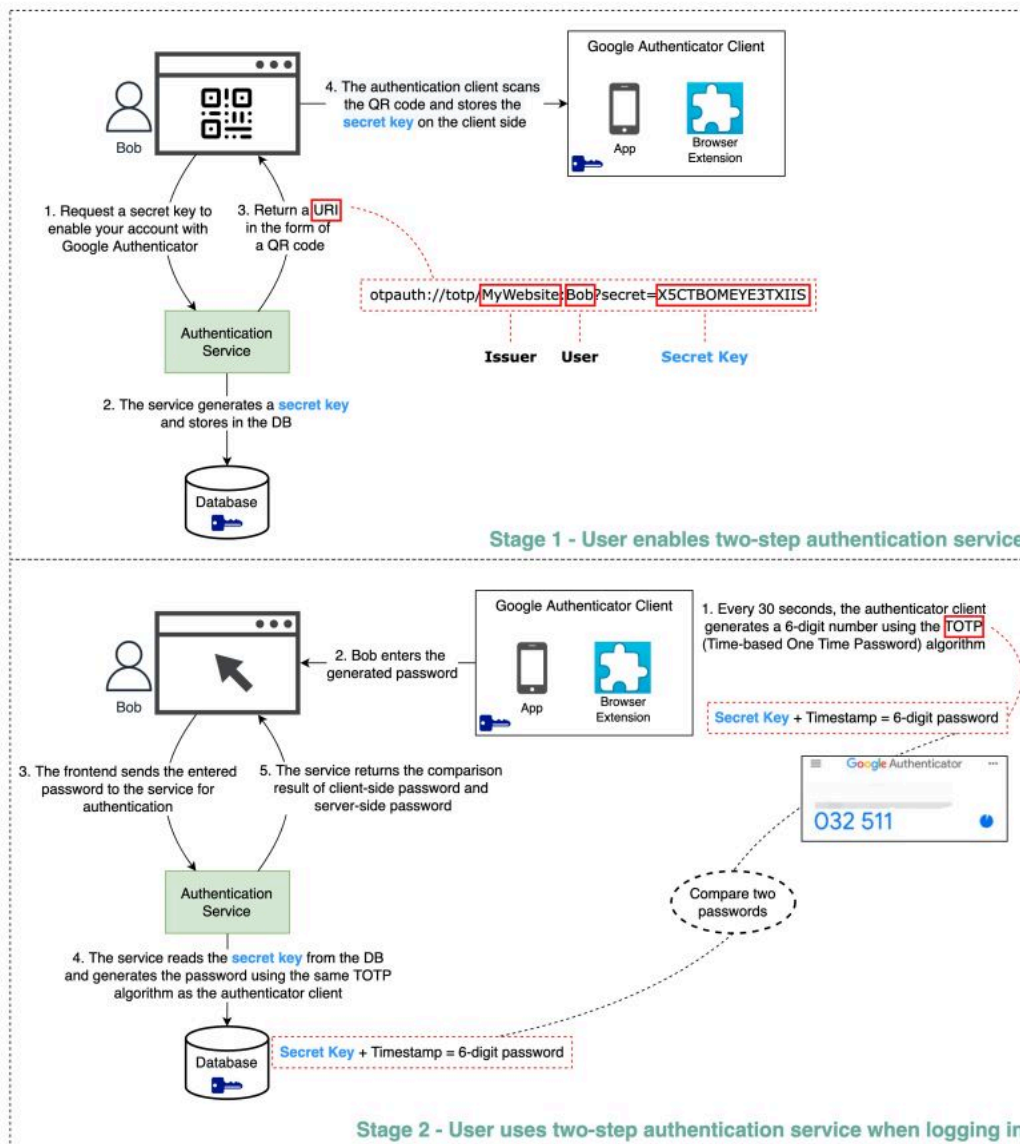 Google Authenticator Client
4. The authentication client scans
the QR code and stores the
secret key on the client side
Bob
App
Browser
Extension
1. Request a secret key to
enable your account with
Google Authenticator
3. Return a URI
in the form of
a QR code
otpauth://totp/MyWebsite:Bob?secret=X5CTBOMEYE3TXIIS
Issuer
User
Secret Key
Authentication
Service
2. The service generates a secret key
and stores in the DB
Database
Stage 1 - User enables two-step authentication service
Google Authenticator Client
1. Every 30 seconds, the authenticator client
generates a 6-digit number using the TOTP
(Time-based One Time Password) algorithm
2. Bob enters the
generated password
Bob
App
Browser
Extension
Secret Key + Timestamp = 6-digit password
3. The frontend sends the entered
password to the service for
authentication
5. The service returns the comparison
result of client-side password and
server-side password
Google Authenticator
032 511
Compare two
passwords
Authentication
Service
4. The service reads the secret key from the DB
and generates the password using the same TOTP
algorithm as the authenticator client
Database
Secret Key + Timestamp = 6-digit password
Stage 2 - User uses two-step authentication service when logging in